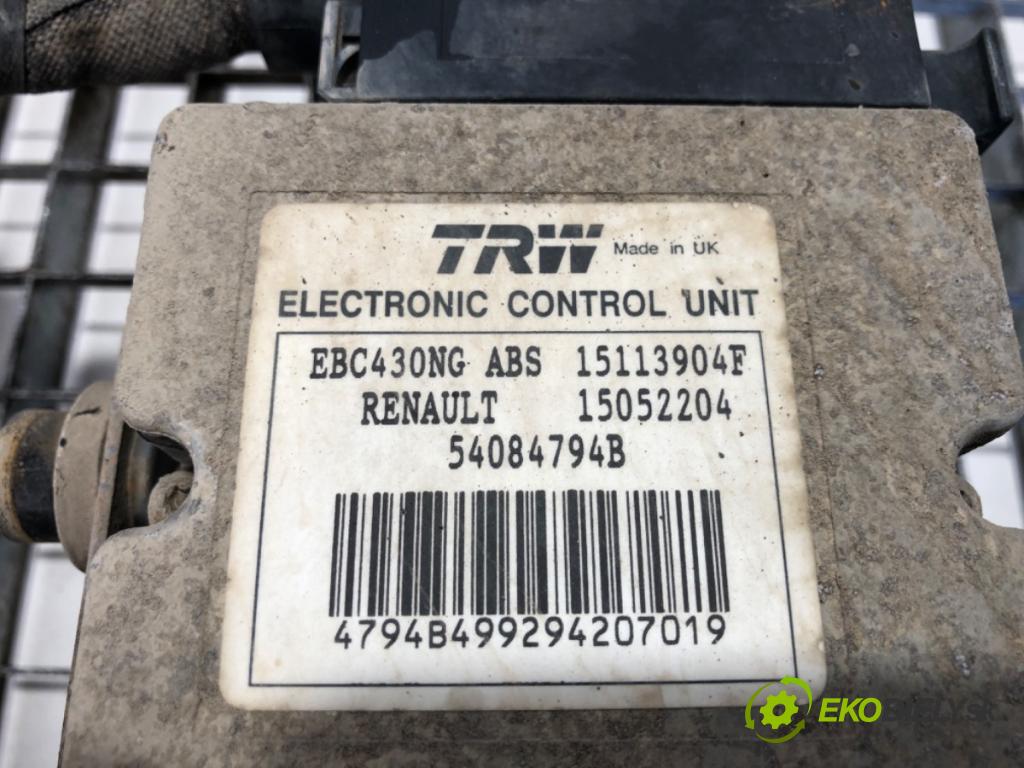 TRW Made in UK
ELECTRONIC CONTROL UNIT
EBC430NG ABS 15113904F
RENAULT 15052204
54084794B
4794B499294207019
EKO